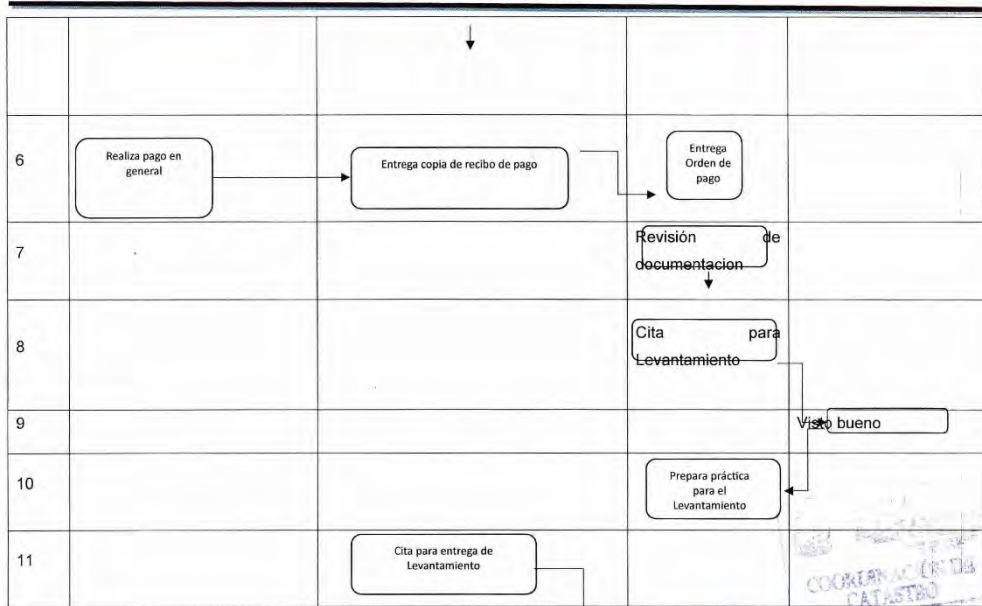 6
Realiza pago en
general
Entrega copia de recibo de pago
Entrega
Orden de
pago
7
Revisión de
documentacion
8
Cita para
Levantamiento
9
Visto bueno
10
Prepara práctica
para el
Levantamiento
11
Cita para entrega de
Levantamiento
COORDINACIÓN DE
CATASTRO